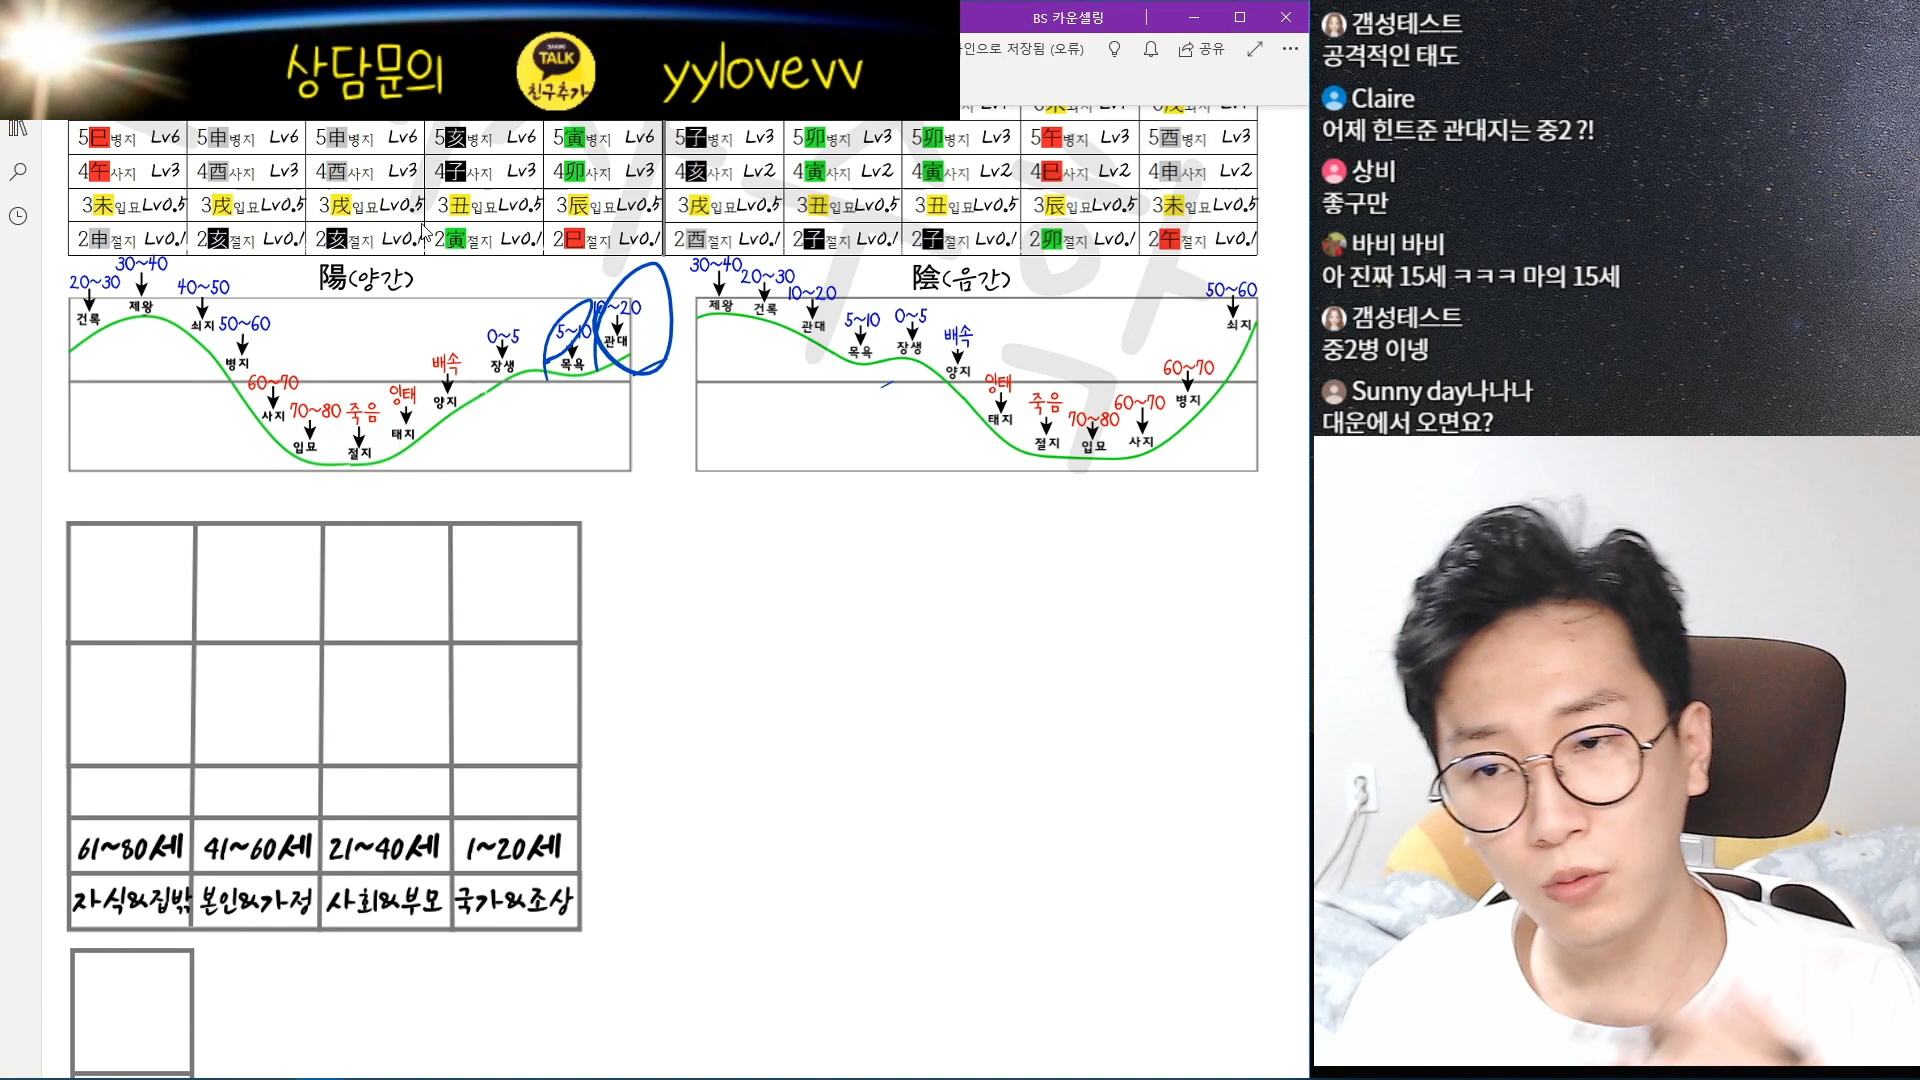 상담문의
TALK
친구추가
yylovevv
BS 카운셀링
인으로 저장됨 (오류)
공유
5巳병지 Lv6 5申병지 Lv6 5申병지 Lv6 5亥병지 Lv6 5寅병지 Lv6 5子병지 Lv3 5卯병지 Lv3 5卯병지 Lv3 5午병지 Lv3 5酉병지 Lv3
4午사지 Lv3 4酉사지 Lv3 4酉사지 Lv3 4子사지 Lv3 4卯사지 Lv3 4亥사지 Lv2 4寅사지 Lv2 4寅사지 Lv2 4巳사지 Lv2 4申사지 Lv2
3未입묘Lv0.5 3戌입묘Lv0.5 3戌입묘Lv0.5 3丑입묘Lv0.5 3辰입묘Lv0.5 3戌입묘Lv0.5 3丑입묘Lv0.5 3丑입묘Lv0.5 3辰입묘Lv0.5 3未입묘Lv0.5
2申절지 Lv0.1 2亥절지 Lv0.1 2亥절지 Lv0.1 2寅절지 Lv0.1 2巳절지 Lv0.1 2酉절지 Lv0.1 2子절지 Lv0.1 2子절지 Lv0.1 2卯절지 Lv0.1 2午절지 Lv0.1
陽(양간)
20~30
건록
30~40
제왕
40~50
쇠지
50~60
병지
60~70
사지
70~80
입묘
죽음
절지
잉태
태지
배속
양지
0~5
장생
5~10
목욕
10~20
관대
陰(음간)
30~40
제왕
20~30
건록
10~20
관대
5~10
목욕
0~5
장생
배속
양지
잉태
태지
죽음
절지
70~80
입묘
60~70
사지
60~70
병지
50~60
쇠지
61~80세 41~60세 21~40세 1~20세
자식&집밖 본인&가정 사회&부모 국가&조상
갬성테스트
공격적인 태도
Claire
어제 힌트준 관대지는 중2 ?!
상비
좋구만
바비 바비
아 진짜 15세 ㅋㅋㅋ 마의 15세
갬성테스트
중2병 이넹
Sunny day나나나
대운에서 오면요?